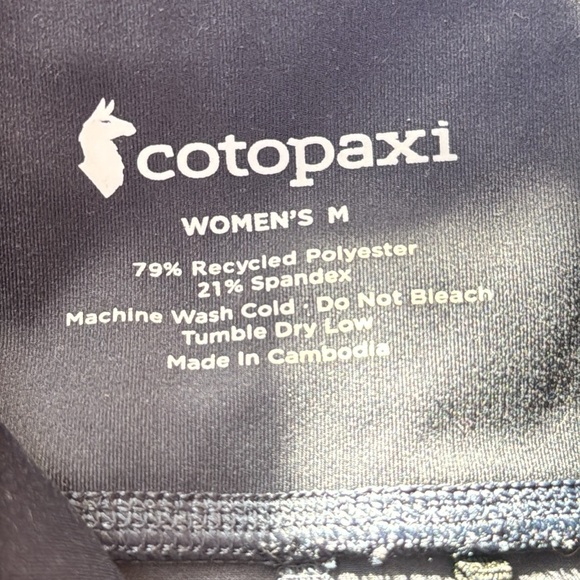 cotopaxi
WOMEN'S M
79% Recycled Polyester
21% Spandex
Machine Wash Cold · Do Not Bleach
Tumble Dry Low
Made In Cambodia